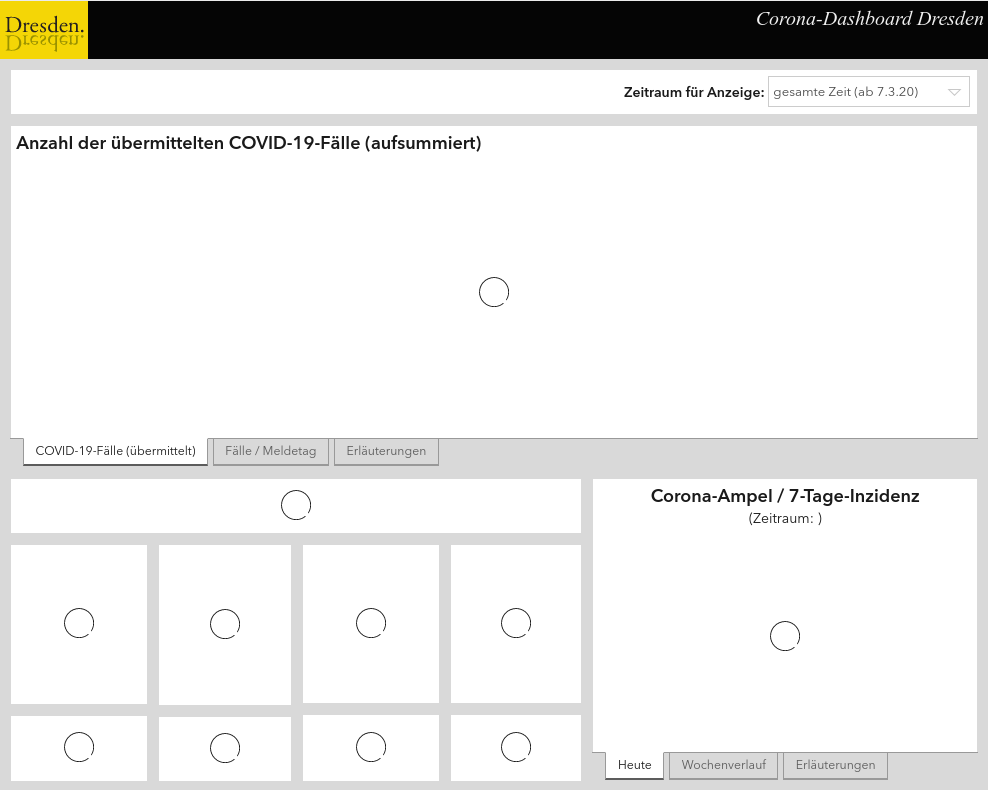 Dresden.
Dresden.
Corona-Dashboard Dresden
Zeitraum für Anzeige: gesamte Zeit (ab 7.3.20)
Anzahl der übermittelten COVID-19-Fälle (aufsummiert)
COVID-19-Fälle (übermittelt) Fälle / Meldetag Erläuterungen
Corona-Ampel / 7-Tage-Inzidenz
(Zeitraum: )
Heute Wochenverlauf Erläuterungen